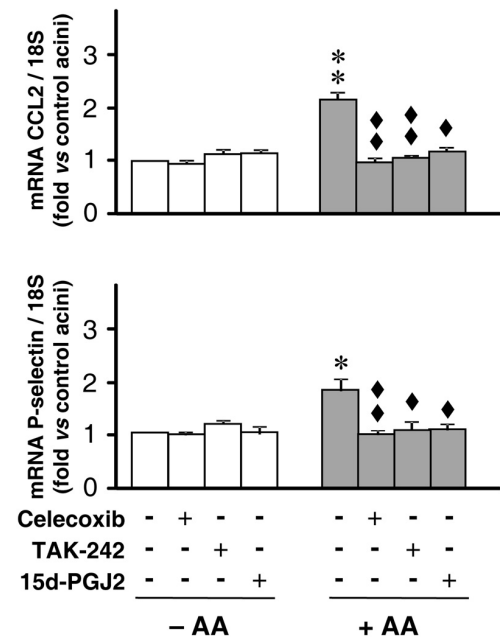 mRNA CCL2 / 18S
(fold vs control acini)
3
2
1
0
**
♦♦ ♦♦ ♦
mRNA P-selectin / 18S
(fold vs control acini)
3
2
1
0
*
♦♦ ♦ ♦
Celecoxib - + - - - + - -
TAK-242 - - + - - - + -
15d-PGJ2 - - - + - - - +
– AA + AA